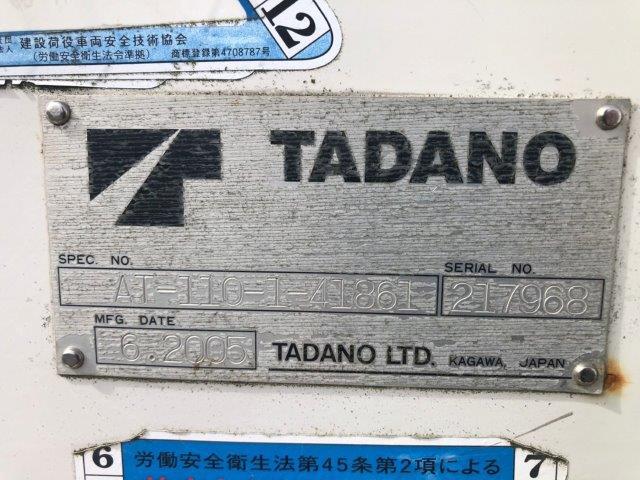 12
建設荷役車両安全技術協会
(労働安全衛生法令準拠) 商標登録第4708787号
TADANO
SPEC. NO.
SERIAL NO.
AT-110-1-41861
217968
MFG. DATE
6.2005
TADANO LTD. KAGAWA, JAPAN
6 労働安全衛生法第45条第2項による 7